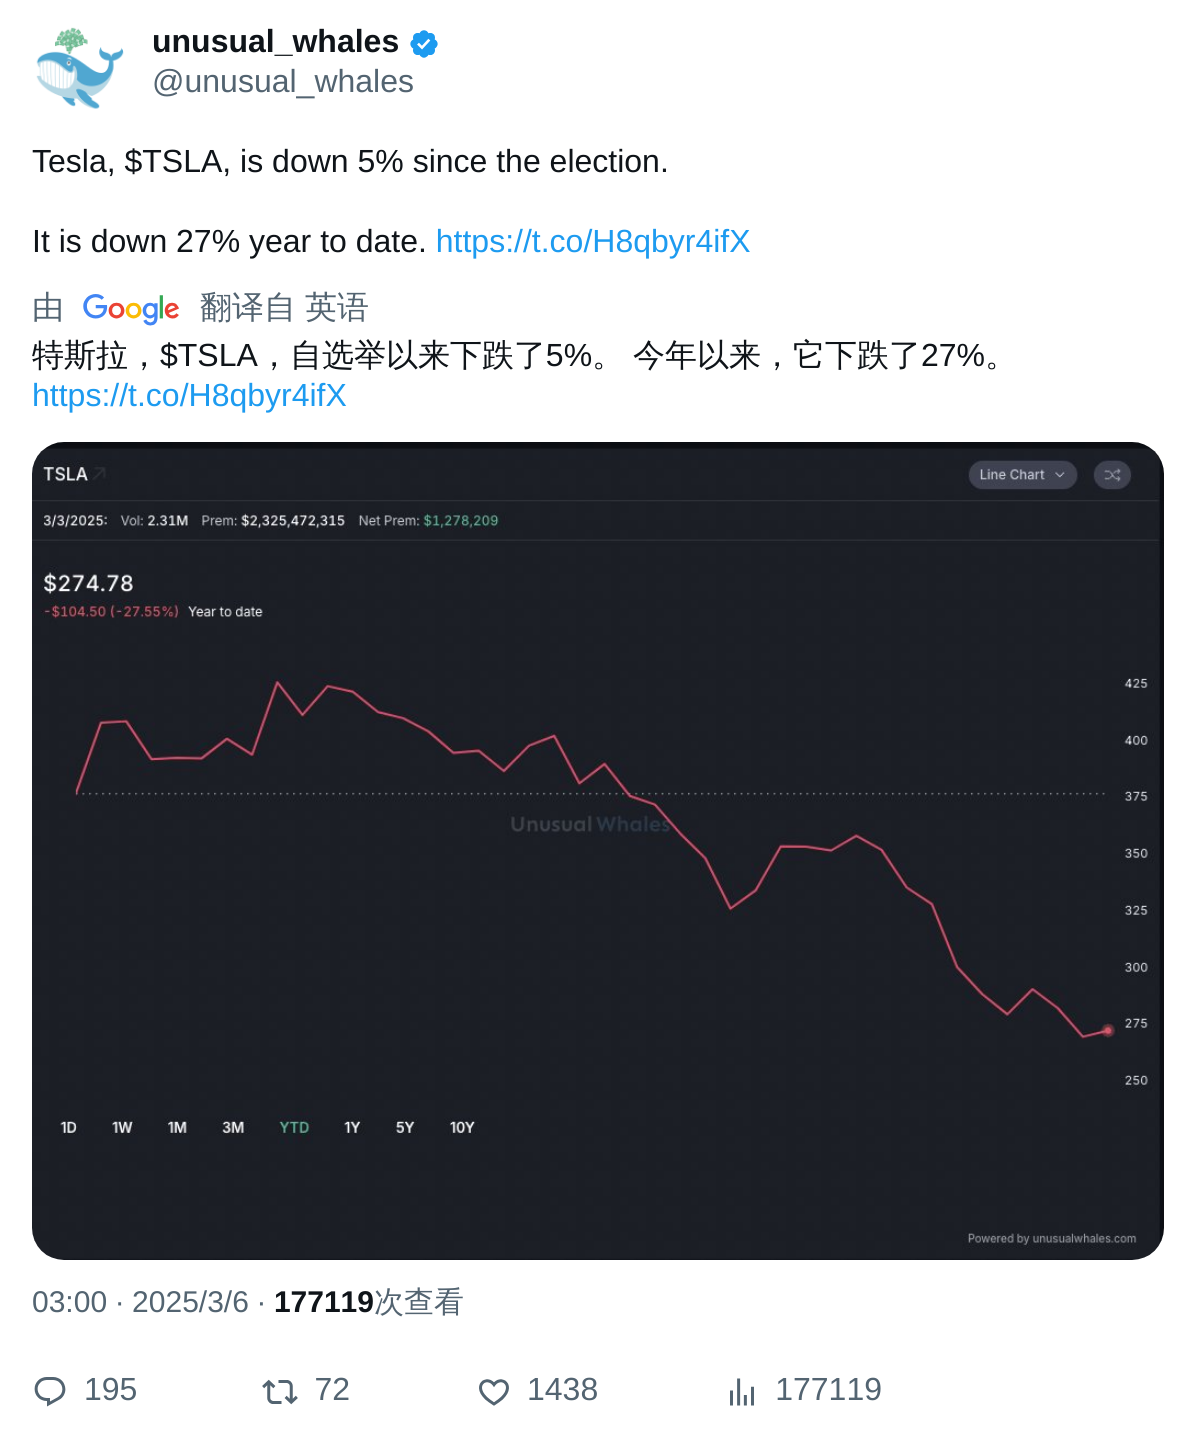 unusual_whales
@unusual_whales
Tesla, $TSLA, is down 5% since the election.
It is down 27% year to date. https://t.co/H8qbyr4ifX
由 Google 翻译自 英语
特斯拉，$TSLA，自选举以来下跌了5%。 今年以来，它下跌了27%。
https://t.co/H8qbyr4ifX
TSLA
Line Chart
3/3/2025: Vol: 2.31M Prem: $2,325,472,315 Net Prem: $1,278,209
$274.78
-$104.50 (-27.55%) Year to date
425
400
375
Unusual Whales
350
325
300
275
250
1D 1W 1M 3M YTD 1Y 5Y 10Y
Powered by unusualwhales.com
03:00 · 2025/3/6 · 177119次查看
195 72 1438 177119